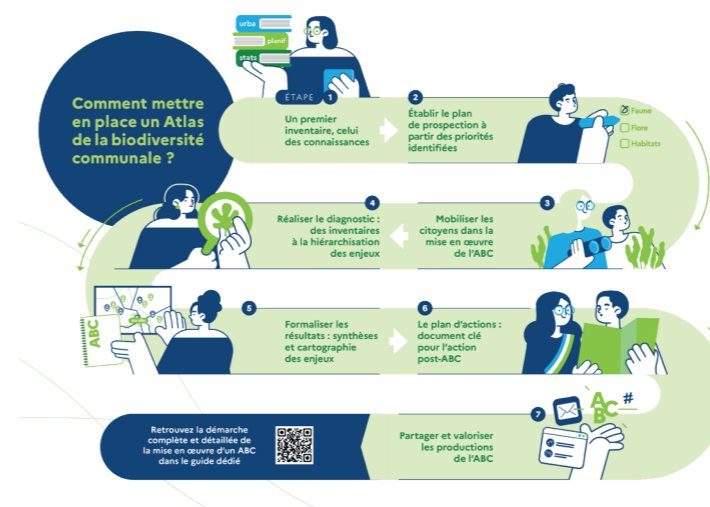 Comment mettre
en place un Atlas
de la biodiversité
communale ?
urba
planif
stats
ÉTAPE 1
Un premier
inventaire, celui
des connaissances
2
Établir le plan
de prospection à
partir des priorités
identifiées
Faune
Flore
Habitats
3
Mobiliser les
citoyens dans la
mise en œuvre
de l’ABC
4
Réaliser le diagnostic :
des inventaires
à la hiérarchisation
des enjeux
ABC
5
Formaliser les
résultats : synthèses
et cartographie
des enjeux
6
Le plan d’actions :
document clé
pour l’action
post-ABC
7
Partager et valoriser
les productions
de l’ABC
ABC #
Retrouvez la démarche
complète et détaillée de
la mise en œuvre d’un ABC
dans le guide dédié